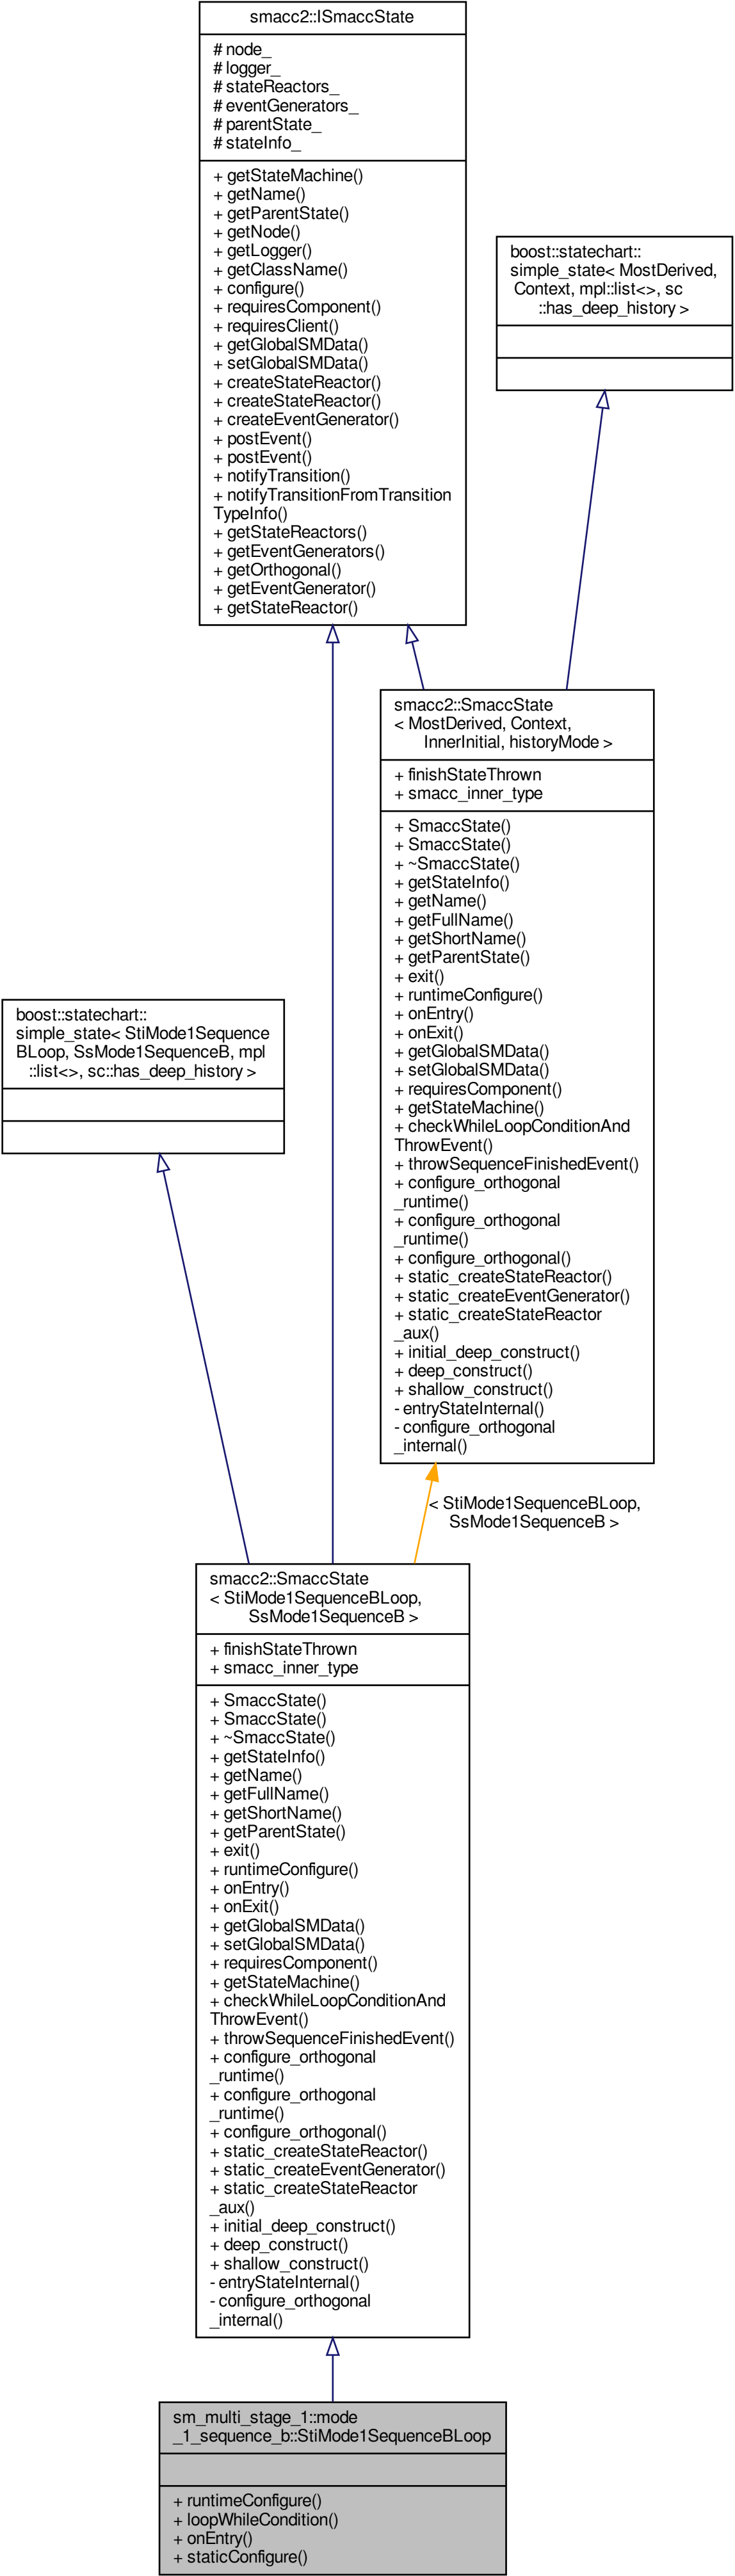 smacc2::ISmaccState
# node_
# logger_
# stateReactors_
# eventGenerators_
# parentState_
# stateInfo_
+ getStateMachine()
+ getName()
+ getParentState()
+ getNode()
+ getLogger()
+ getClassName()
+ configure()
+ requiresComponent()
+ requiresClient()
+ getGlobalSMData()
+ setGlobalSMData()
+ createStateReactor()
+ createStateReactor()
+ createEventGenerator()
+ postEvent()
+ postEvent()
+ notifyTransition()
+ notifyTransitionFromTransition
TypeInfo()
+ getStateReactors()
+ getEventGenerators()
+ getOrthogonal()
+ getEventGenerator()
+ getStateReactor()
boost::statechart::
simple_state< MostDerived,
Context, mpl::list<>, sc
::has_deep_history >
smacc2::SmaccState
< MostDerived, Context,
InnerInitial, historyMode >
+ finishStateThrown
+ smacc_inner_type
+ SmaccState()
+ SmaccState()
+ ~SmaccState()
+ getStateInfo()
+ getName()
+ getFullName()
+ getShortName()
+ getParentState()
+ exit()
+ runtimeConfigure()
+ onEntry()
+ onExit()
+ getGlobalSMData()
+ setGlobalSMData()
+ requiresComponent()
+ getStateMachine()
+ checkWhileLoopConditionAnd
ThrowEvent()
+ throwSequenceFinishedEvent()
+ configure_orthogonal
_runtime()
+ configure_orthogonal
_runtime()
+ configure_orthogonal()
+ static_createStateReactor()
+ static_createEventGenerator()
+ static_createStateReactor
_aux()
+ initial_deep_construct()
+ deep_construct()
+ shallow_construct()
- entryStateInternal()
- configure_orthogonal
_internal()
boost::statechart::
simple_state< StiMode1Sequence
BLoop, SsMode1SequenceB, mpl
::list<>, sc::has_deep_history >
< StiMode1SequenceBLoop,
SsMode1SequenceB >
smacc2::SmaccState
< StiMode1SequenceBLoop,
SsMode1SequenceB >
+ finishStateThrown
+ smacc_inner_type
+ SmaccState()
+ SmaccState()
+ ~SmaccState()
+ getStateInfo()
+ getName()
+ getFullName()
+ getShortName()
+ getParentState()
+ exit()
+ runtimeConfigure()
+ onEntry()
+ onExit()
+ getGlobalSMData()
+ setGlobalSMData()
+ requiresComponent()
+ getStateMachine()
+ checkWhileLoopConditionAnd
ThrowEvent()
+ throwSequenceFinishedEvent()
+ configure_orthogonal
_runtime()
+ configure_orthogonal
_runtime()
+ configure_orthogonal()
+ static_createStateReactor()
+ static_createEventGenerator()
+ static_createStateReactor
_aux()
+ initial_deep_construct()
+ deep_construct()
+ shallow_construct()
- entryStateInternal()
- configure_orthogonal
_internal()
sm_multi_stage_1::mode
_1_sequence_b::StiMode1SequenceBLoop
+ runtimeConfigure()
+ loopWhileCondition()
+ onEntry()
+ staticConfigure()